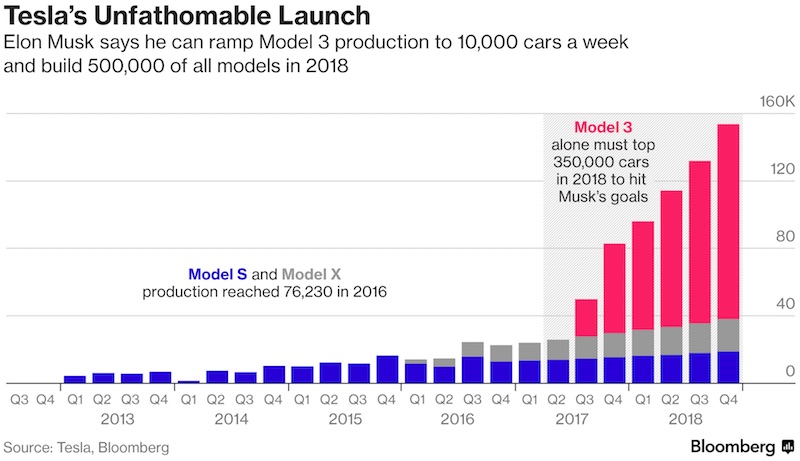 Tesla's Unfathomable Launch
Elon Musk says he can ramp Model 3 production to 10,000 cars a week
and build 500,000 of all models in 2018
160K
120
80
40
0
Model 3
alone must top
350,000 cars
in 2018 to hit
Musk's goals
Model S and Model X
production reached 76,230 in 2016
Q3 Q4 Q1 Q2 Q3 Q4 Q1 Q2 Q3 Q4 Q1 Q2 Q3 Q4 Q1 Q2 Q3 Q4 Q1 Q2 Q3 Q4 Q1 Q2 Q3 Q4
2013 2014 2015 2016 2017 2018
Source: Tesla, Bloomberg
Bloomberg